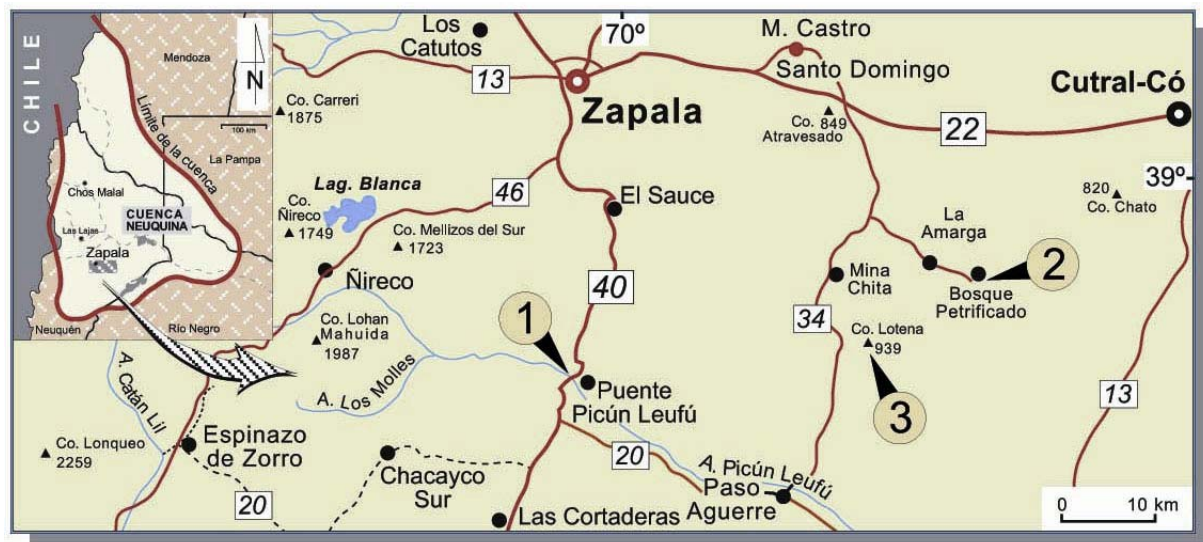 CHILE
Mendoza
N
100 km
Límite de la cuenca
La Pampa
Chos Malal
CUENCA
NEUQUINA
Las Lajas
Zapala
Neuquén
Río Negro
Los
Catutos
70º
M. Castro
Santo Domingo
Cutral-Có
13
Zapala
Co. Carreri
1875
Co. 849
Atravesado
22
39º
Lag. Blanca
46
El Sauce
820
Co. Chato
Co.
Ñireco
1749
Co. Mellizos del Sur
1723
La
Amarga
2
Ñireco
40
Mina
Chita
Bosque
Petrificado
1
34
Co. Lotena
939
Co. Lohan
Mahuida
1987
A. Catán Lil
A. Los Molles
Puente
Picún Leufú
3
13
Co. Lonqueo
2259
Espinazo
de Zorro
20
Chacayco
Sur
20
A. Picún Leufú
Paso
Aguerre
Las Cortaderas
0 10 km